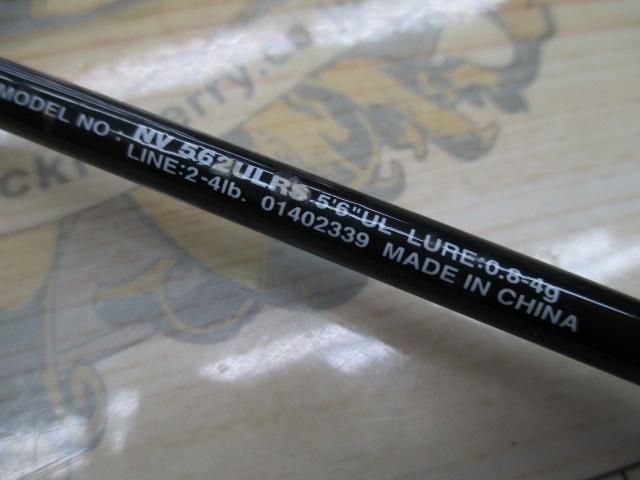 MODEL NO : NV 562ULRS 5'6"UL LURE:0.8-4g
LINE:2-4lb. 01402339 MADE IN CHINA